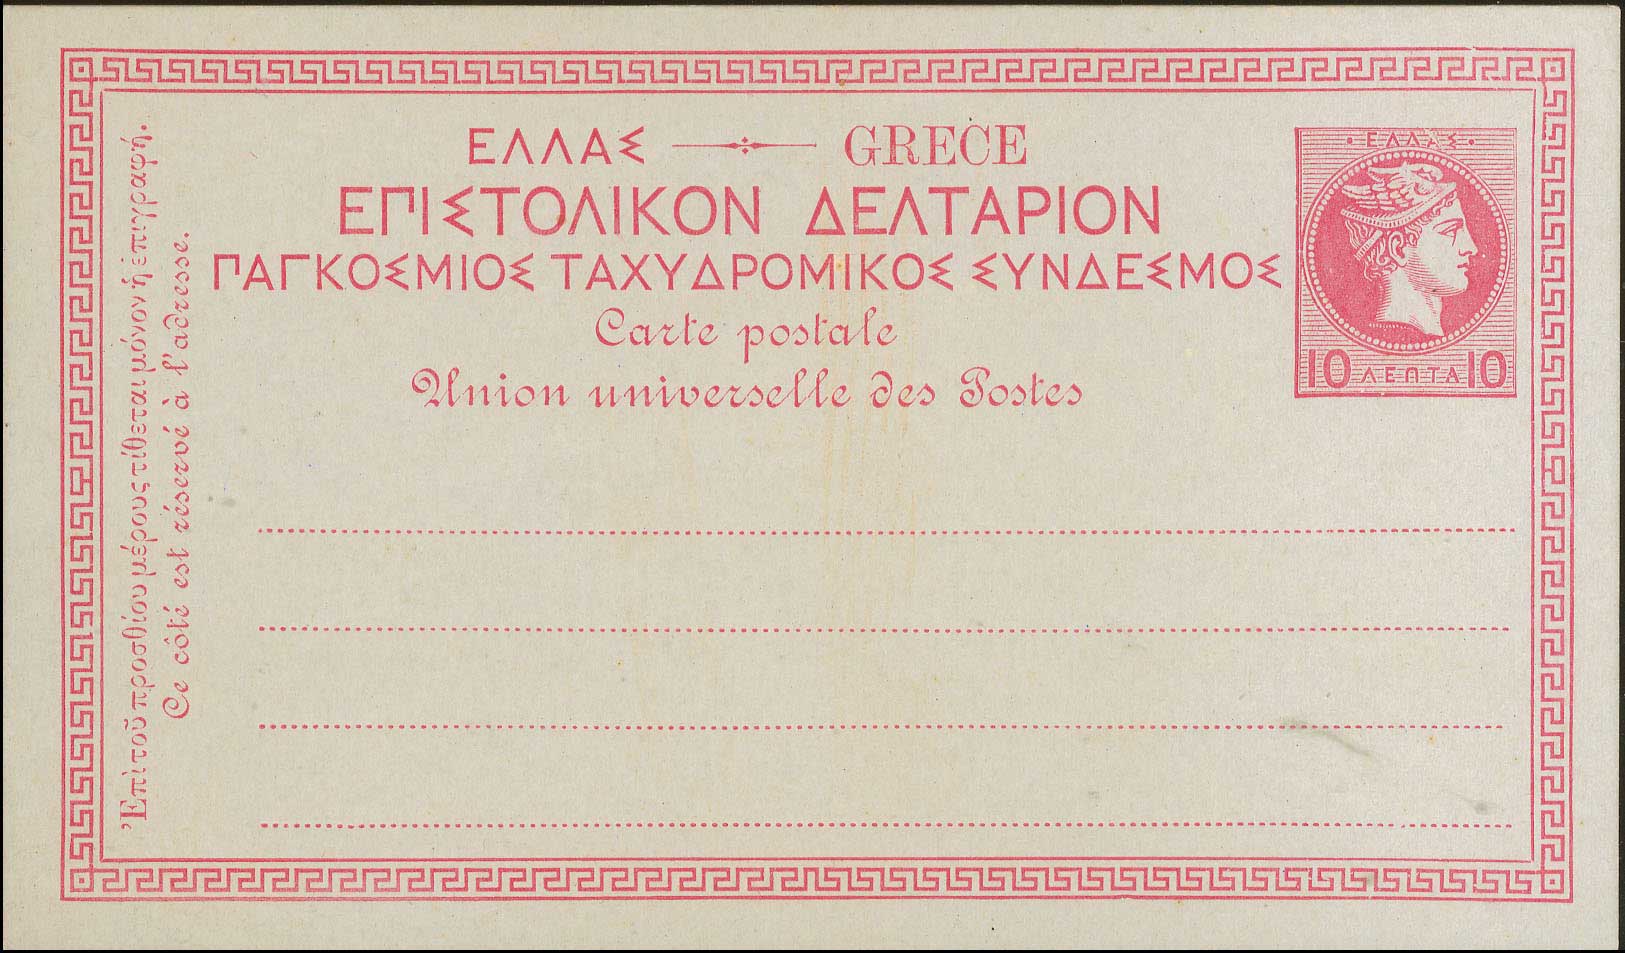 ΕΛΛΑΣ GRECE
ΕΠΙΣΤΟΛΙΚΟΝ ΔΕΛΤΑΡΙΟΝ
ΠΑΓΚΟΣΜΙΟΣ ΤΑΧΥΔΡΟΜΙΚΟΣ ΣΥΝΔΕΣΜΟΣ
Carte postale
Union universelle des Postes
Ἐπὶ τοῦ προσθίου μέρους τίθεται μόνον ἡ ἐπιγραφή.
Ce côté est réservé à l'adresse.
· ΕΛΛΑΣ ·
10 ΛΕΠΤΑ 10